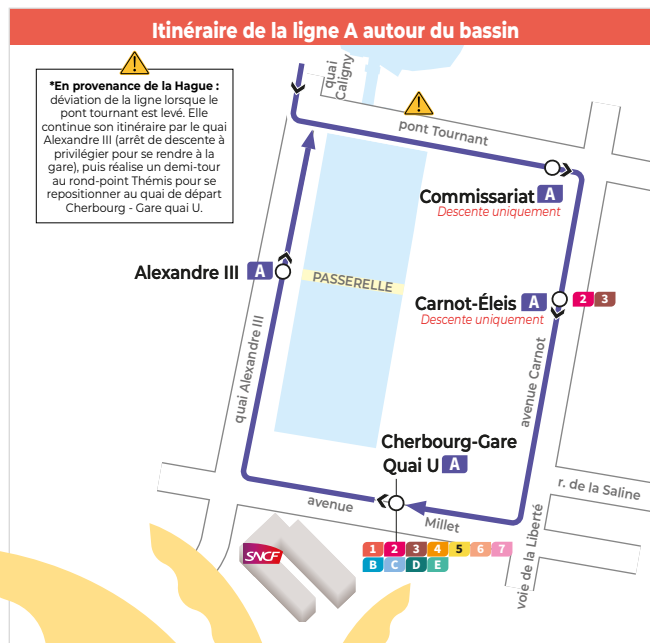 Itinéraire de la ligne A autour du bassin
*En provenance de la Hague :
déviation de la ligne lorsque le
pont tournant est levé. Elle
continue son itinéraire par le quai
Alexandre III (arrêt de descente à
privilégier pour se rendre à la
gare), puis réalise un demi-tour
au rond-point Thémis pour se
repositionner au quai de départ
Cherbourg - Gare quai U.
quai
Caligny
pont Tournant
Commissariat A
Descente uniquement
Alexandre III A
PASSERELLE
Carnot-Éleis A 2 3
Descente uniquement
quai Alexandre III
avenue Carnot
Cherbourg-Gare
Quai U A
avenue
Millet
r. de la Saline
voie de la Liberté
SNCF
1 2 3 4 5 6 7
B C D E